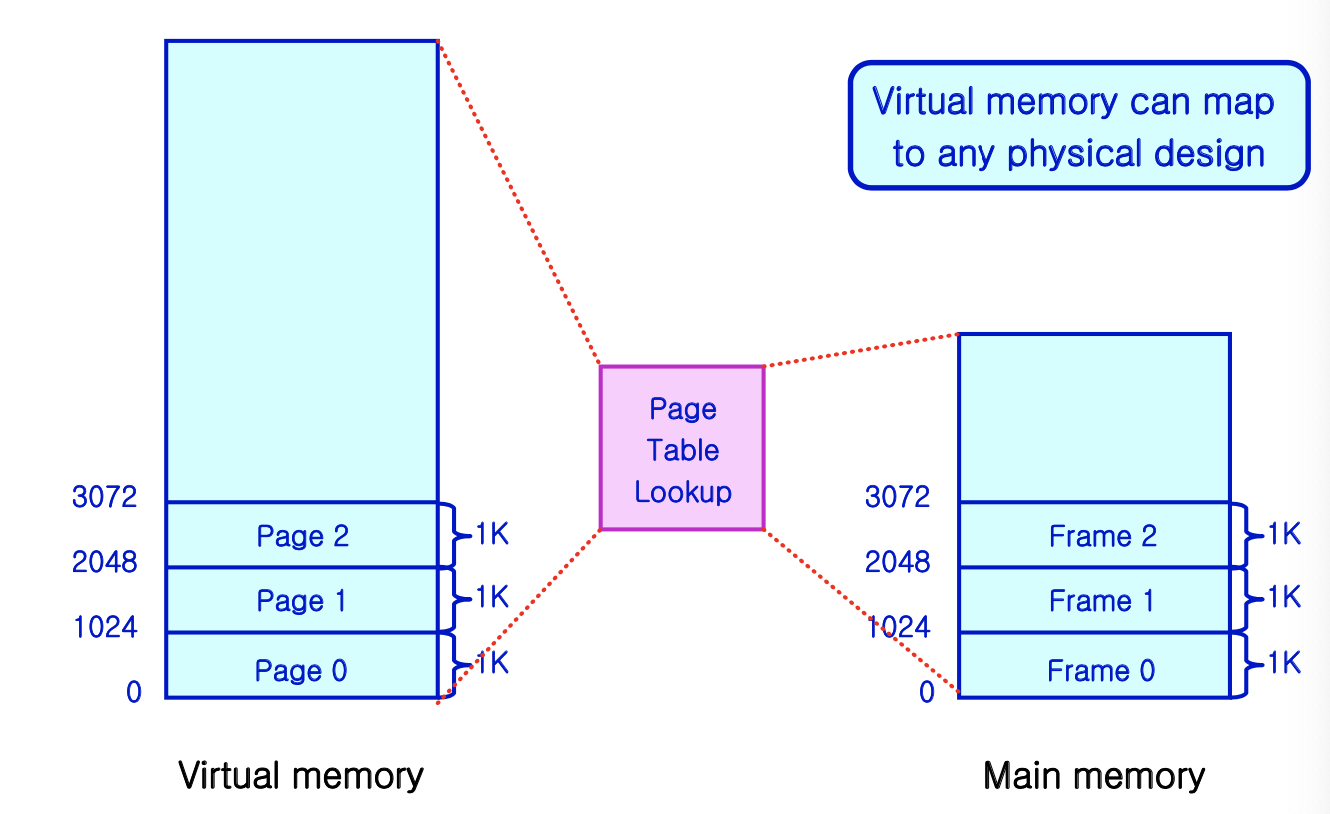 Virtual memory can map
to any physical design
Page
Table
Lookup
3072
Page 2
1K
2048
Page 1
1K
1024
Page 0
1K
0
Virtual memory
3072
Frame 2
1K
2048
Frame 1
1K
1024
Frame 0
1K
0
Main memory